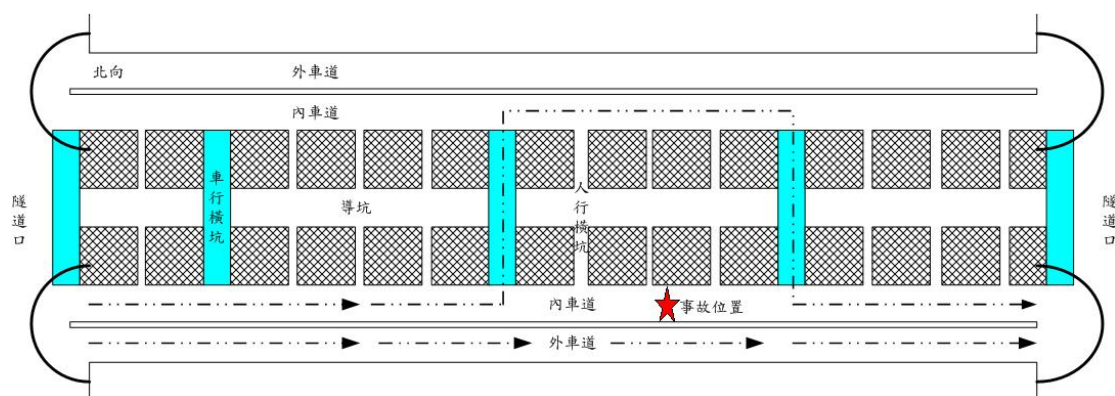 北向
外車道
內車道
隧道口
車行橫坑
導坑
人行橫坑
隧道口
內車道
事故位置
外車道